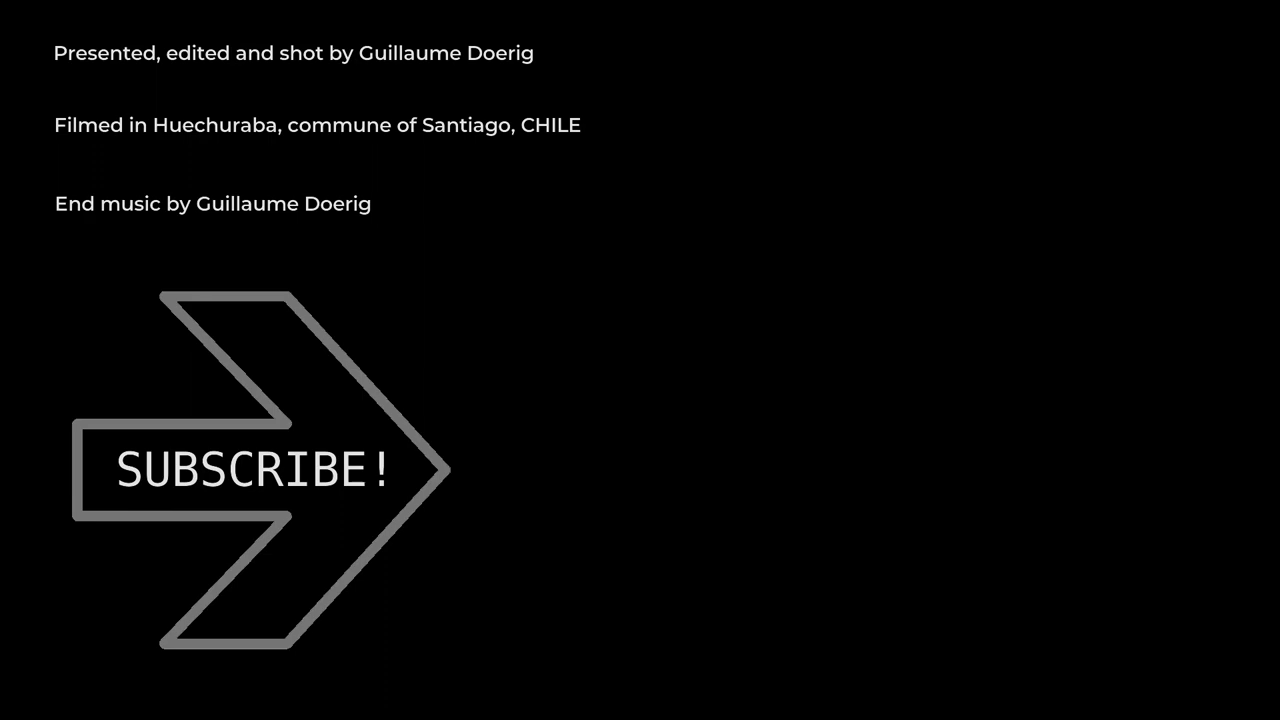 Presented, edited and shot by Guillaume Doerig
Filmed in Huechuraba, commune of Santiago, CHILE
End music by Guillaume Doerig
SUBSCRIBE!